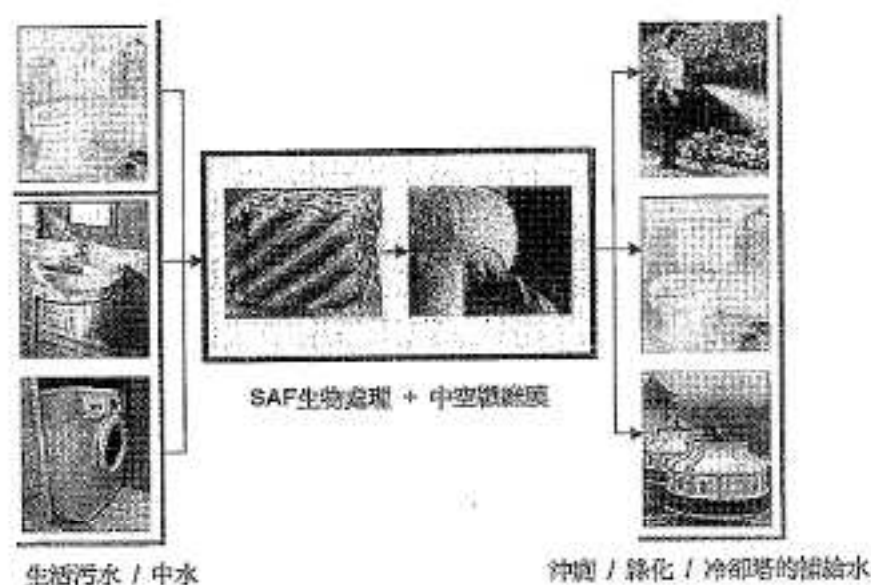 SAF生物處理 + 中空纖維膜
生活污水 / 中水
沖廁 / 綠化 / 冷卻塔的補給水